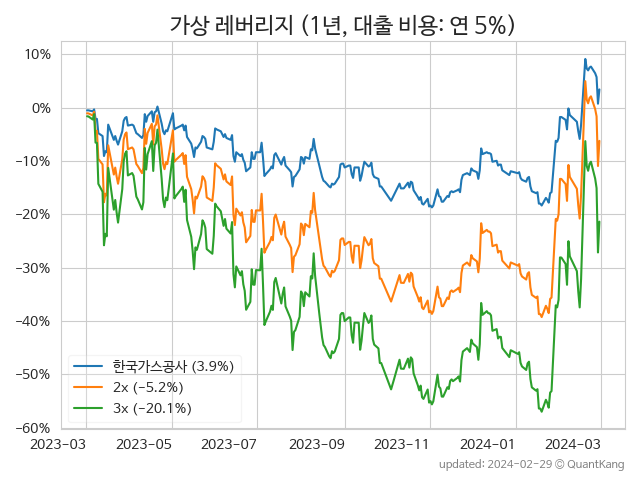 가상 레버리지 (1년, 대출 비용: 연 5%)
10%
0%
−10%
−20%
−30%
−40%
−50%
−60%
한국가스공사 (3.9%)
2x (−5.2%)
3x (−20.1%)
2023-03 2023-05 2023-07 2023-09 2023-11 2024-01 2024-03
updated: 2024-02-29 ⓒ QuantKang